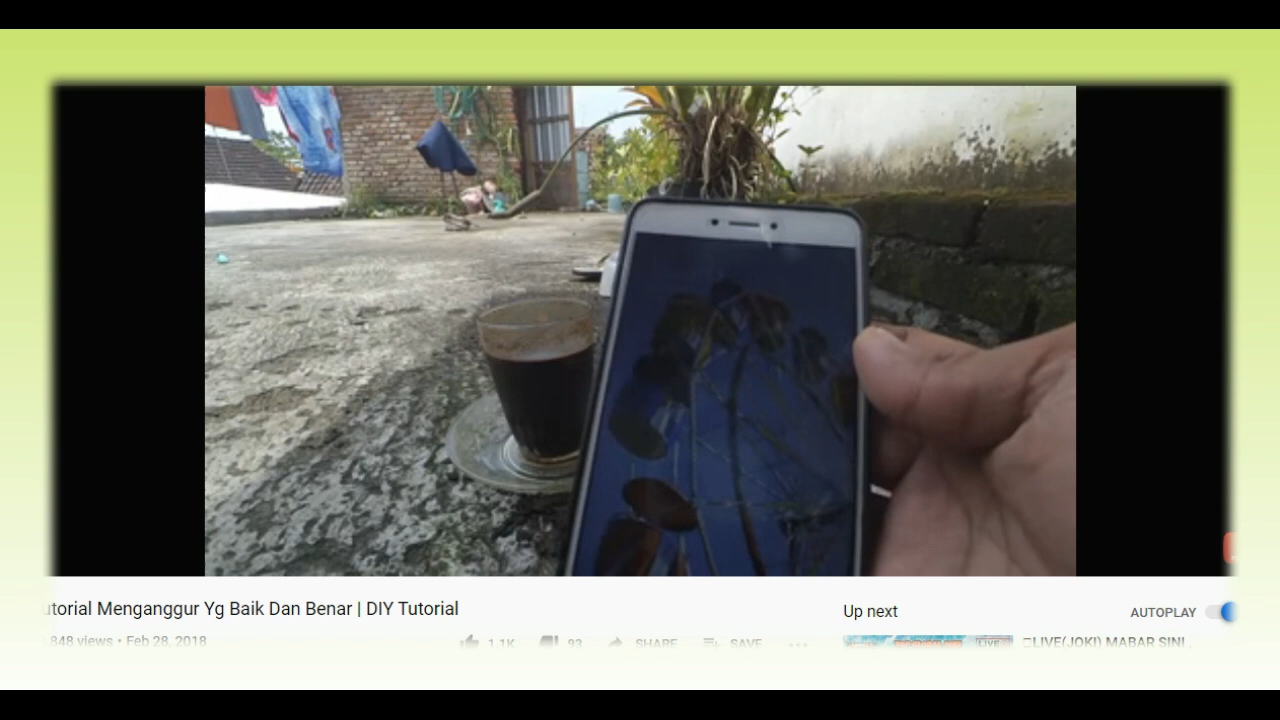 utorial Menganggur Yg Baik Dan Benar | DIY Tutorial
Up next
AUTOPLAY
848 views • Feb 28, 2018
1.1K
93
SHARE
SAVE
LIVE
LIVE(JOKI) MABAR SINI